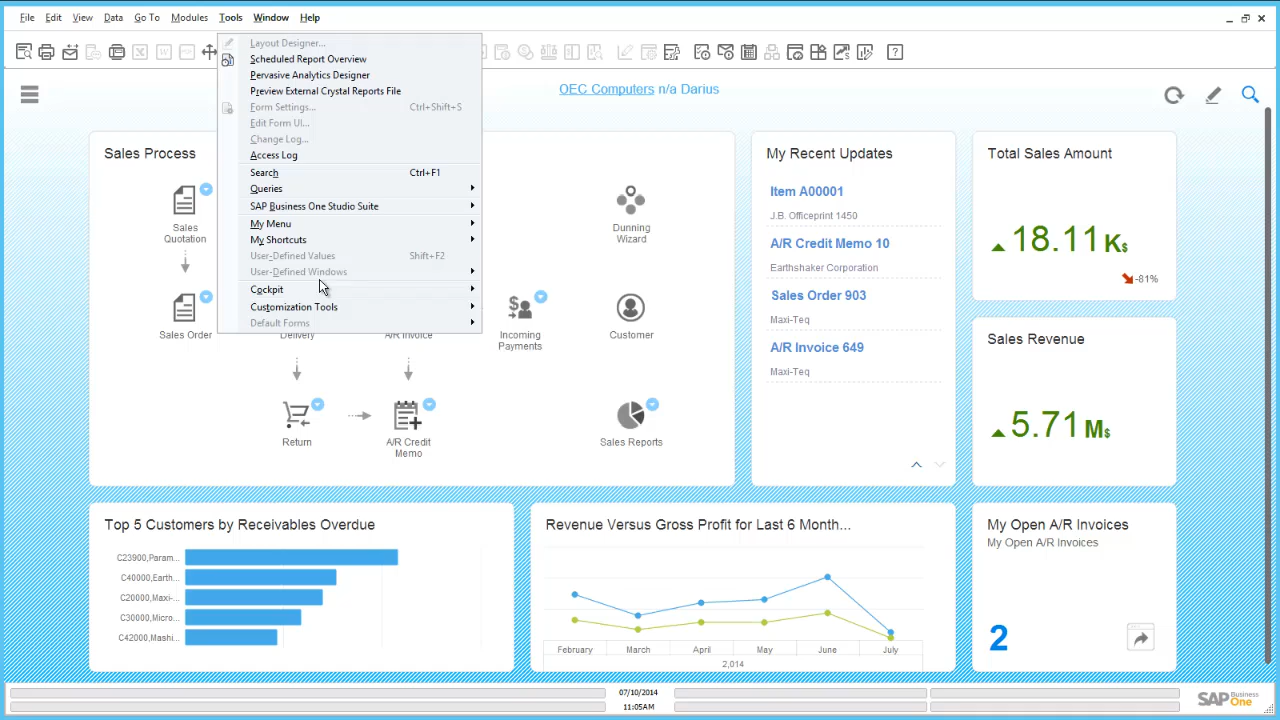 File Edit View Data Go To Modules Tools Window Help
Layout Designer...
Scheduled Report Overview
Pervasive Analytics Designer
Preview External Crystal Reports File
Form Settings... Ctrl+Shift+S
Edit Form UI...
Change Log...
Access Log
Search Ctrl+F1
Queries
SAP Business One Studio Suite
My Menu
My Shortcuts
User-Defined Values Shift+F2
User-Defined Windows
Cockpit
Customization Tools
Default Forms
OEC Computers n/a Darius
Sales Process
Sales
Quotation
Sales Order
Delivery
A/R Invoice
Incoming
Payments
Dunning
Wizard
Customer
Return
A/R Credit
Memo
Sales Reports
My Recent Updates
Item A00001
J.B. Officeprint 1450
A/R Credit Memo 10
Earthshaker Corporation
Sales Order 903
Maxi-Teq
A/R Invoice 649
Maxi-Teq
Total Sales Amount
18.11 K$
-81%
Sales Revenue
5.71 M$
Top 5 Customers by Receivables Overdue
C23900,Param...
C40000,Earth...
C20000,Maxi-...
C30000,Micro...
C42000,Mashi...
Revenue Versus Gross Profit for Last 6 Month...
February March April May June July
2,014
My Open A/R Invoices
My Open A/R Invoices
2
07/10/2014
11:05AM
SAP Business One